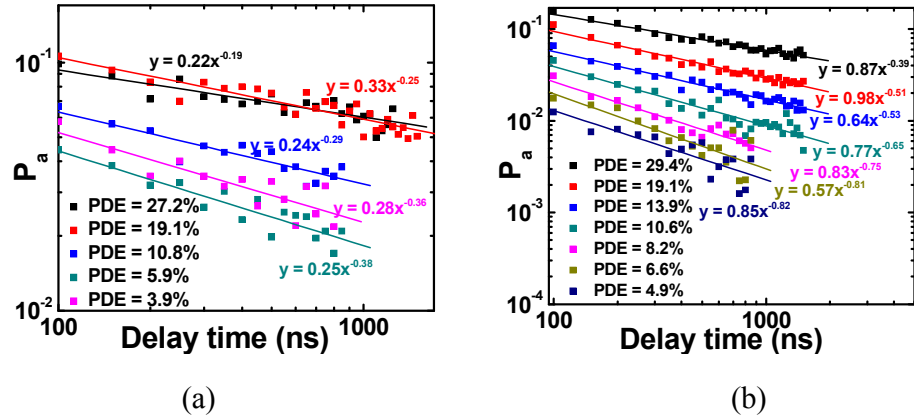 10⁻¹
10⁻²
Pₐ
y = 0.22x⁻⁰·¹⁹
y = 0.33x⁻⁰·²⁵
y = 0.24x⁻⁰·²⁹
y = 0.28x⁻⁰·³⁶
y = 0.25x⁻⁰·³⁸
PDE = 27.2%
PDE = 19.1%
PDE = 10.8%
PDE = 5.9%
PDE = 3.9%
100 1000
Delay time (ns)
(a)
10⁻¹
10⁻²
10⁻³
10⁻⁴
Pₐ
y = 0.87x⁻⁰·³⁹
y = 0.98x⁻⁰·⁵¹
y = 0.64x⁻⁰·⁵³
y = 0.77x⁻⁰·⁶⁵
y = 0.83x⁻⁰·⁷⁵
y = 0.57x⁻⁰·⁸¹
y = 0.85x⁻⁰·⁸²
PDE = 29.4%
PDE = 19.1%
PDE = 13.9%
PDE = 10.6%
PDE = 8.2%
PDE = 6.6%
PDE = 4.9%
100 1000
Delay time (ns)
(b)